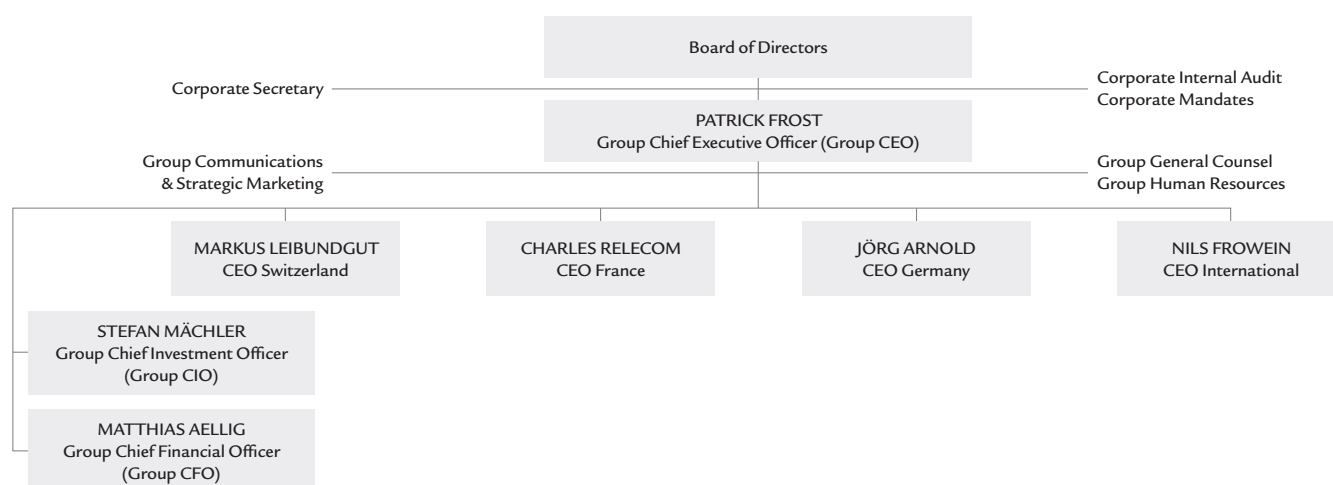 Board of Directors
Corporate Secretary
Corporate Internal Audit
Corporate Mandates
PATRICK FROST
Group Chief Executive Officer (Group CEO)
Group Communications
& Strategic Marketing
Group General Counsel
Group Human Resources
MARKUS LEIBUNDGUT
CEO Switzerland
CHARLES RELECOM
CEO France
JÖRG ARNOLD
CEO Germany
NILS FROWEIN
CEO International
STEFAN MÄCHLER
Group Chief Investment Officer
(Group CIO)
MATTHIAS AELLIG
Group Chief Financial Officer
(Group CFO)